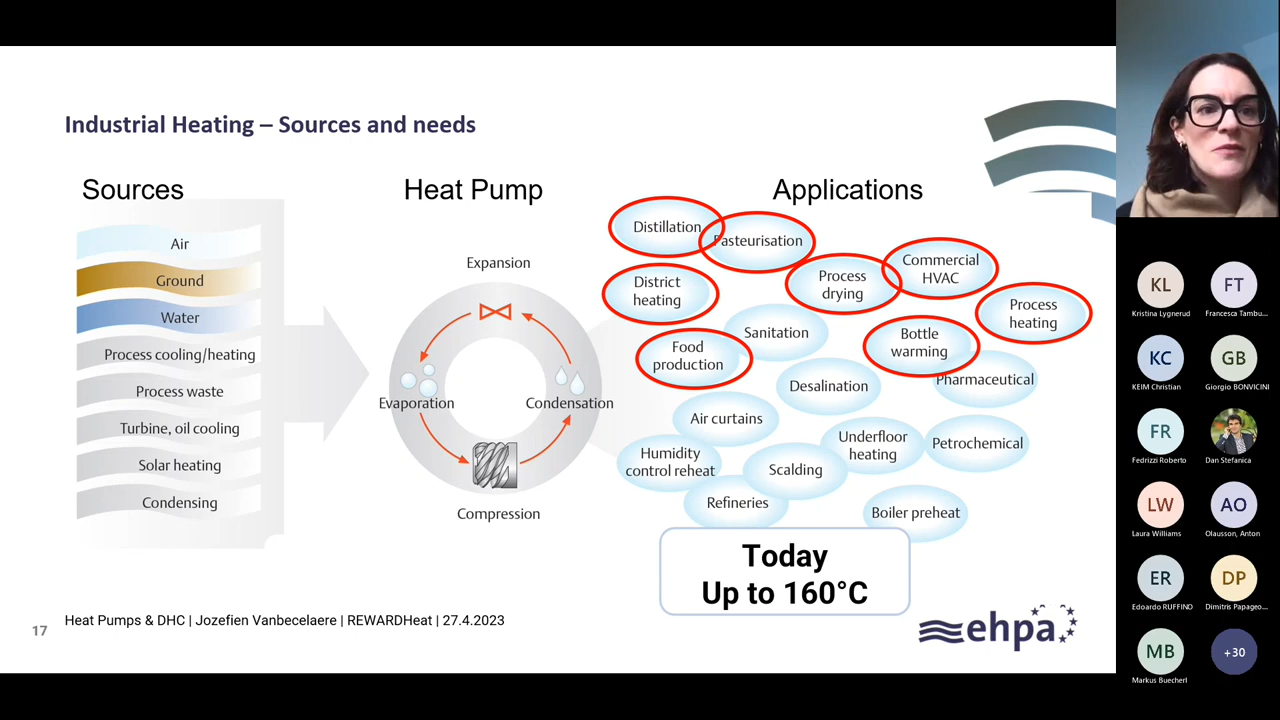 Industrial Heating – Sources and needs
Sources
Heat Pump
Applications
Air
Ground
Water
Process cooling/heating
Process waste
Turbine, oil cooling
Solar heating
Condensing
Expansion
Evaporation
Condensation
Compression
Distillation
Pasteurisation
District
heating
Process
drying
Commercial
HVAC
Process
heating
Sanitation
Bottle
warming
Food
production
Desalination
Pharmaceutical
Air curtains
Underfloor
heating
Petrochemical
Humidity
control reheat
Scalding
Refineries
Boiler preheat
Today
Up to 160°C
17
Heat Pumps & DHC | Jozefien Vanbecelaere | REWARDHeat | 27.4.2023
ehpa
KL
Kristina Lygnerud
FT
Francesca Tambu...
KC
KEIM Christian
GB
Giorgio BONVICINI
FR
Fedrizzi Roberto
Dan Stefanica
LW
Laura Williams
AO
Olausson, Anton
ER
Edoardo RUFFINO
DP
Dimitris Papageo...
MB
Markus Buecherl
+30